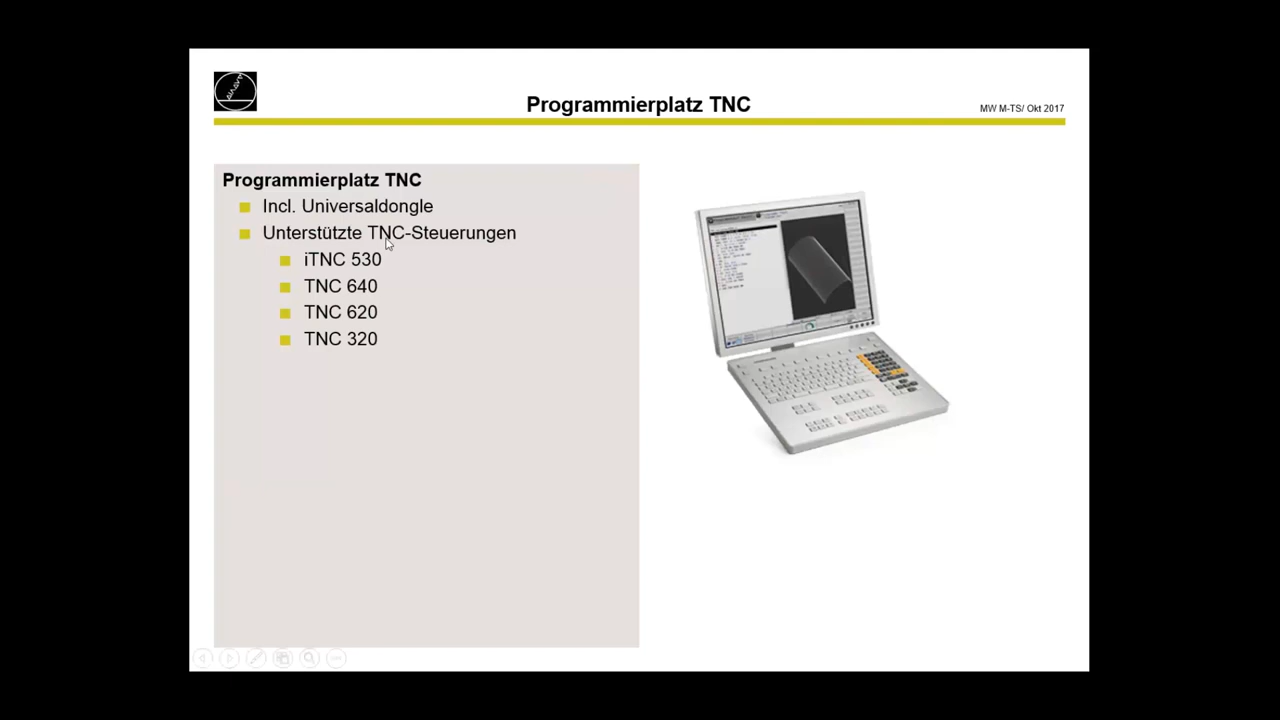 Programmierplatz TNC
MW M-TS/ Okt 2017
Programmierplatz TNC
Incl. Universaldongle
Unterstützte TNC-Steuerungen
iTNC 530
TNC 640
TNC 620
TNC 320